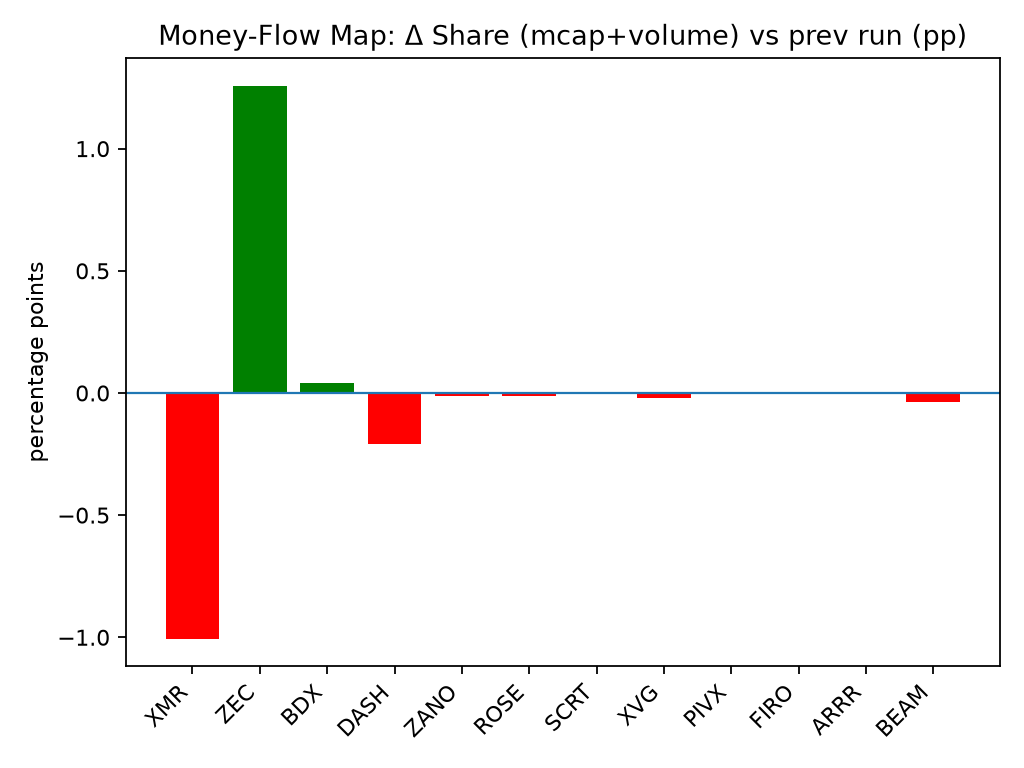 Money-Flow Map: Δ Share (mcap+volume) vs prev run (pp)
percentage points
1.0
0.5
0.0
−0.5
−1.0
XMR
ZEC
BDX
DASH
ZANO
ROSE
SCRT
XVG
PIVX
FIRO
ARRR
BEAM